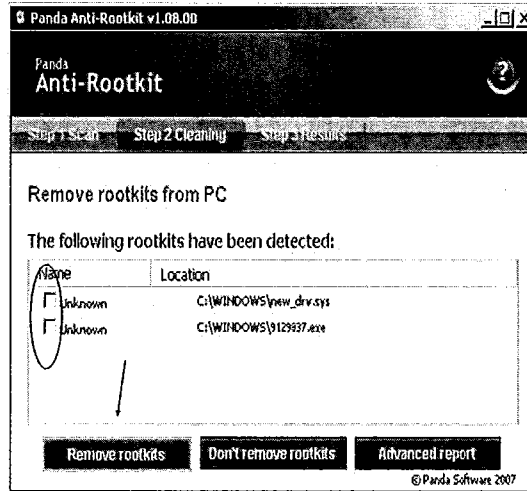 Panda Anti-Rootkit v1.08.00
Panda
Anti-Rootkit
?
Step 1 Scan Step 2 Cleaning Step 3 Results
Remove rootkits from PC
The following rootkits have been detected:
Name Location
Unknown C:\WINDOWS\new_drv.sys
Unknown C:\WINDOWS\9129837.exe
Remove rootkits Don't remove rootkits Advanced report
© Panda Software 2007